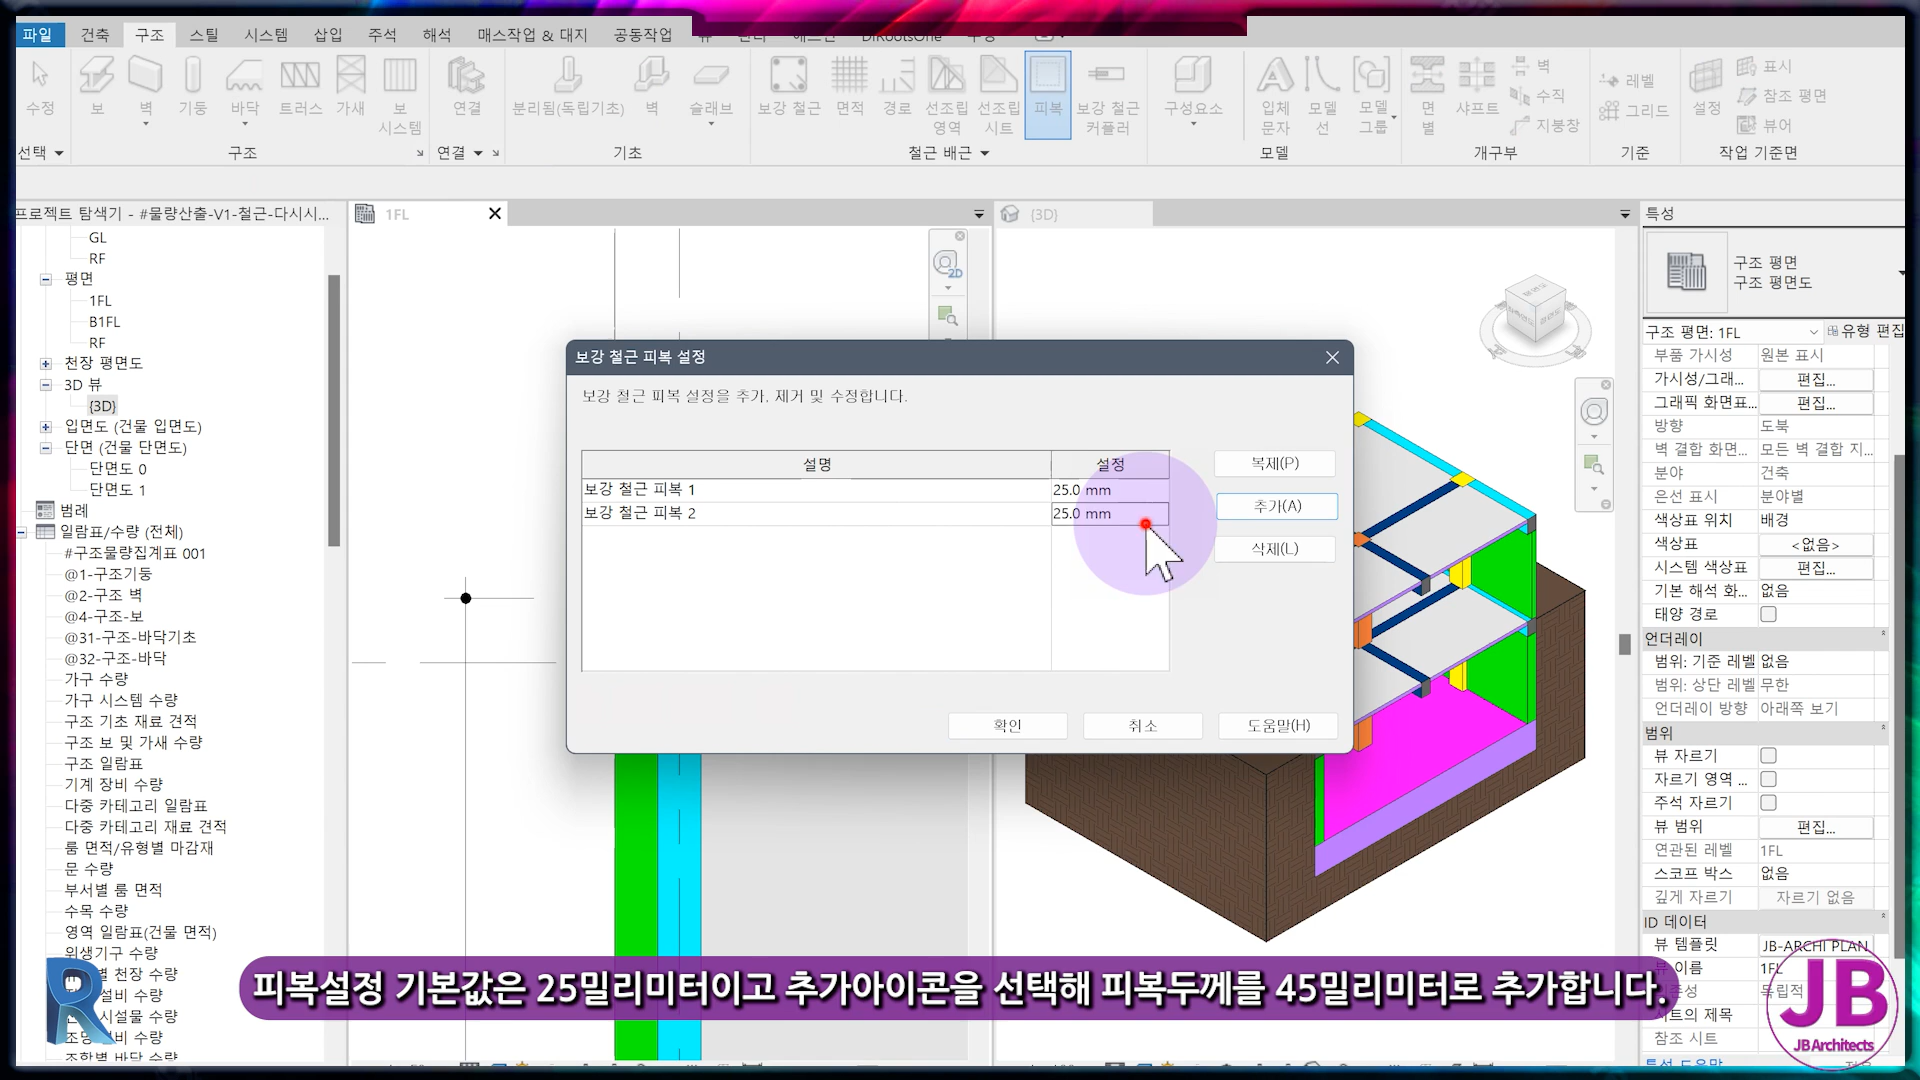 파일 건축 구조 스틸 시스템 삽입 주석 해석 매스작업 & 대지 공동작업
수정 보 벽 기둥 바닥 트러스 가새 보 시스템 연결 분리됨(독립기초) 벽 슬래브 보강 철근 면적 경로 선조립 영역 선조립 시트 피복 보강 철근 커플러 구성요소 입체 문자 모델 선 모델 그룹 면별 샤프트 벽 수직 지붕창 레벨 그리드 설정 표시 참조 평면 뷰어
선택 구조 연결 기초 철근 배근 모델 개구부 기준 작업 기준면
프로젝트 탐색기 - #물량산출-V1-철근-다시시...
GL
RF
평면
1FL
B1FL
RF
천장 평면도
3D 뷰
{3D}
입면도 (건물 입면도)
단면 (건물 단면도)
단면도 0
단면도 1
범례
일람표/수량 (전체)
#구조물량집계표 001
@1-구조기둥
@2-구조 벽
@4-구조-보
@31-구조-바닥기초
@32-구조-바닥
가구 수량
가구 시스템 수량
구조 기초 재료 견적
구조 보 및 가새 수량
구조 일람표
기계 장비 수량
다중 카테고리 일람표
다중 카테고리 재료 견적
룸 면적/유형별 마감재
문 수량
부서별 룸 면적
수목 수량
영역 일람표(건물 면적)
위생기구 수량
천장 수량
1FL
{3D}
2D
보강 철근 피복 설정
보강 철근 피복 설정을 추가, 제거 및 수정합니다.
설명 설정
보강 철근 피복 1 25.0 mm
보강 철근 피복 2 25.0 mm
복제(P)
추가(A)
삭제(L)
확인 취소 도움말(H)
특성
구조 평면
구조 평면도
구조 평면: 1FL 유형 편집
부품 가시성 원본 표시
가시성/그래... 편집...
그래픽 화면표... 편집...
방향 도북
벽 결합 화면... 모든 벽 결합 지...
분야 건축
은선 표시 분야별
색상표 위치 배경
색상표 <없음>
시스템 색상표 편집...
기본 해석 화... 없음
태양 경로
언더레이
범위: 기준 레벨 없음
범위: 상단 레벨 무한
언더레이 방향 아래쪽 보기
범위
뷰 자르기
자르기 영역 ...
주석 자르기
뷰 범위 편집...
연관된 레벨 1FL
스코프 박스 없음
깊게 자르기 자르기 없음
ID 데이터
뷰 템플릿 JB-ARCHI PLAN
뷰 이름 1FL
독립적
시트의 제목
참조 시트
피복설정 기본값은 25밀리미터이고 추가아이콘을 선택해 피복두께를 45밀리미터로 추가합니다.
R
JB
JB Architects